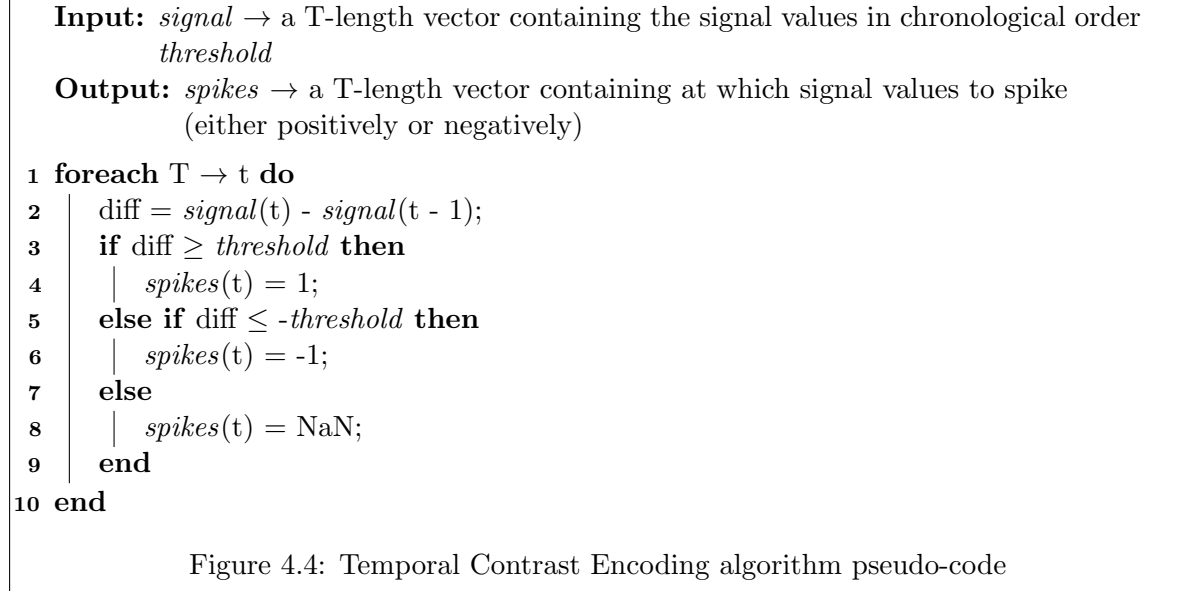 Input: signal → a T-length vector containing the signal values in chronological order
threshold
Output: spikes → a T-length vector containing at which signal values to spike
(either positively or negatively)
1 foreach T → t do
2 diff = signal(t) - signal(t - 1);
3 if diff ≥ threshold then
4 spikes(t) = 1;
5 else if diff ≤ -threshold then
6 spikes(t) = -1;
7 else
8 spikes(t) = NaN;
9 end
10 end
Figure 4.4: Temporal Contrast Encoding algorithm pseudo-code